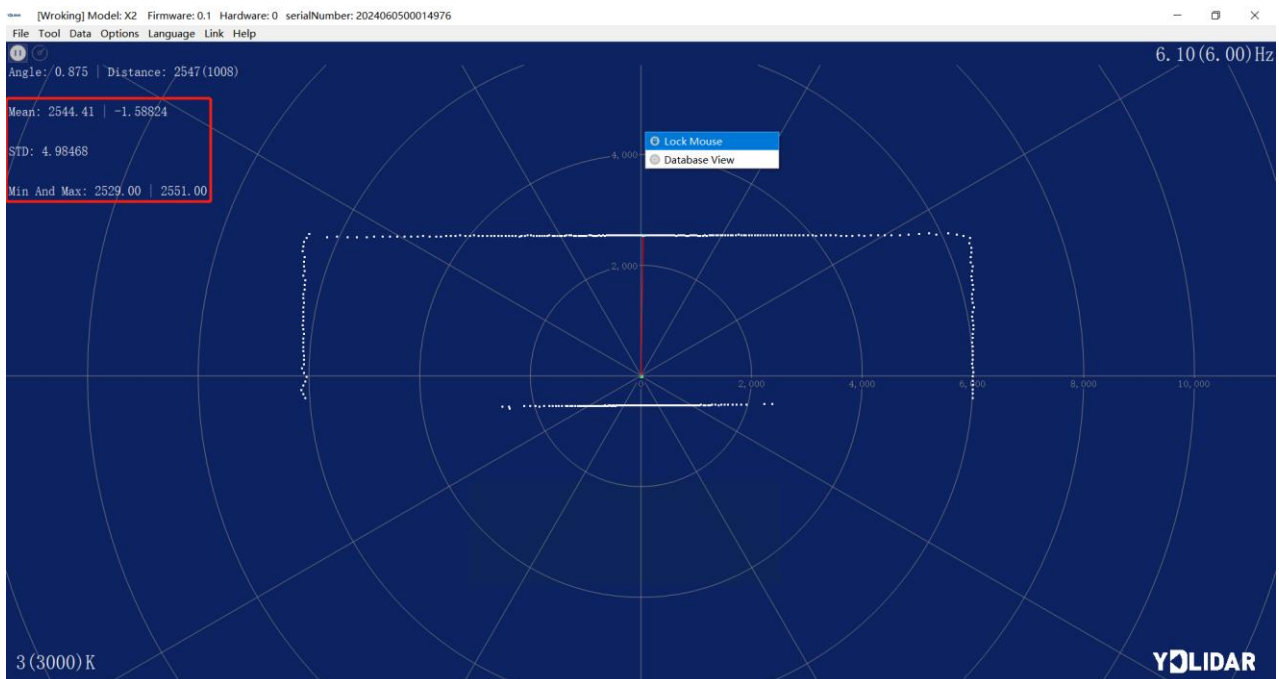 [Wroking] Model: X2 Firmware: 0.1 Hardware: 0 serialNumber: 2024060500014976
File Tool Data Options Language Link Help
6.10(6.00)Hz
Angle: 0.875 | Distance: 2547(1008)
Mean: 2544.41 | -1.58824
STD: 4.98468
Min And Max: 2529.00 | 2551.00
Lock Mouse
Database View
4,000
2,000
0
2,000
4,000
6,000
8,000
10,000
3(3000)K
YDLIDAR